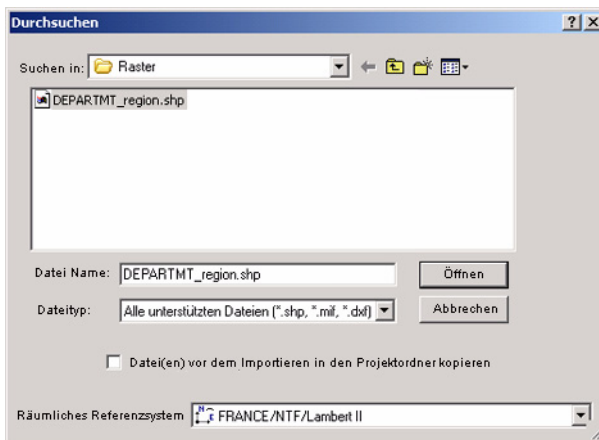 Durchsuchen
Suchen in: Raster
DEPARTMT_region.shp
Datei Name: DEPARTMT_region.shp Öffnen
Dateityp: Alle unterstützten Dateien (*.shp, *.mif, *.dxf) Abbrechen
Datei(en) vor dem Importieren in den Projektordner kopieren
Räumliches Referenzsystem FRANCE/NTF/Lambert II